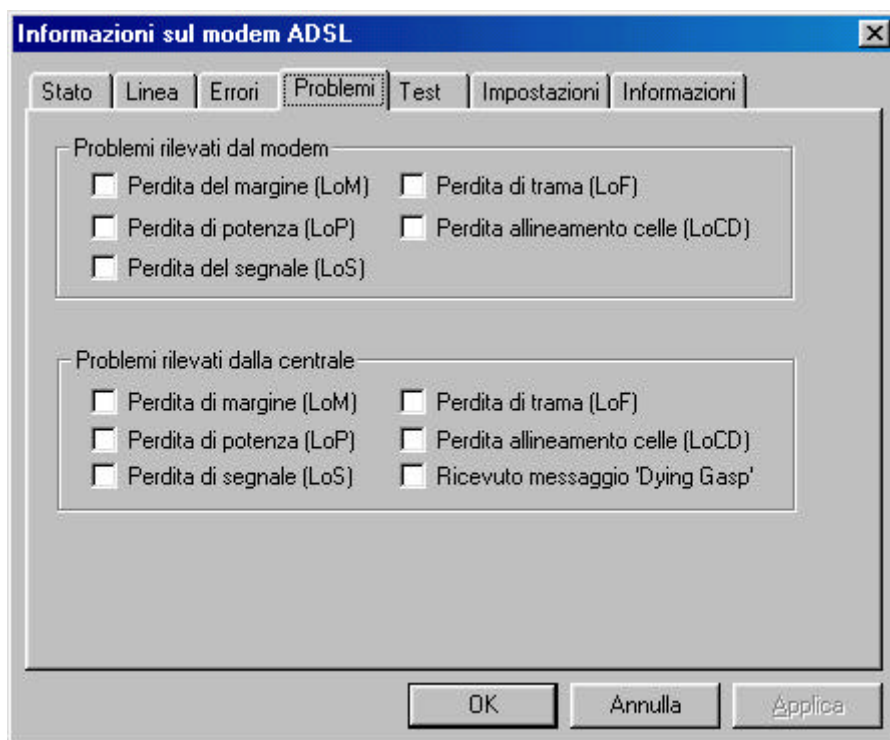 Informazioni sul modem ADSL
Stato Linea Errori Problemi Test Impostazioni Informazioni
Problemi rilevati dal modem
Perdita del margine (LoM) Perdita di trama (LoF)
Perdita di potenza (LoP) Perdita allineamento celle (LoCD)
Perdita del segnale (LoS)
Problemi rilevati dalla centrale
Perdita di margine (LoM) Perdita di trama (LoF)
Perdita di potenza (LoP) Perdita allineamento celle (LoCD)
Perdita di segnale (LoS) Ricevuto messaggio 'Dying Gasp'
OK Annulla Applica